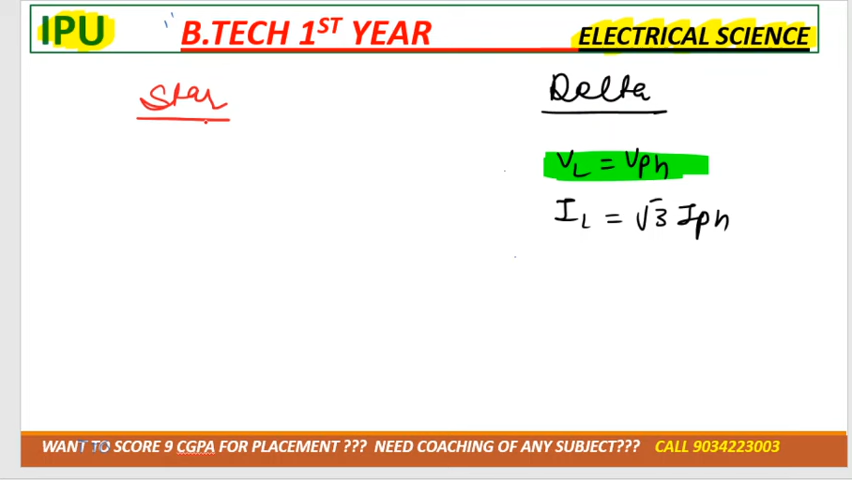 IPU B.TECH 1ST YEAR ELECTRICAL SCIENCE
Star
Delta
VL = Vph
IL = √3 Iph
WANT TO SCORE 9 CGPA FOR PLACEMENT ??? NEED COACHING OF ANY SUBJECT??? CALL 9034223003